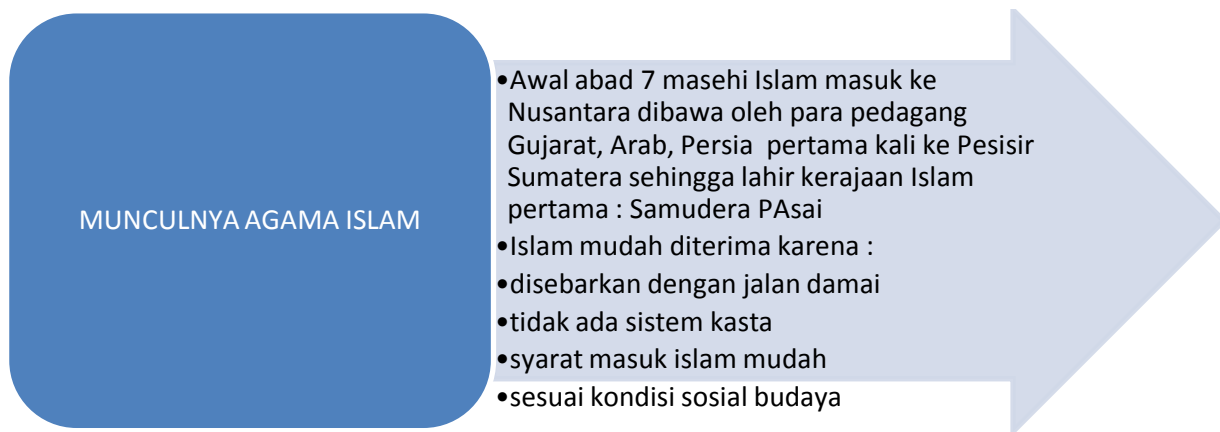 MUNCULNYA AGAMA ISLAM
•Awal abad 7 masehi Islam masuk ke
Nusantara dibawa oleh para pedagang
Gujarat, Arab, Persia pertama kali ke Pesisir
Sumatera sehingga lahir kerajaan Islam
pertama : Samudera PAsai
•Islam mudah diterima karena :
•disebarkan dengan jalan damai
•tidak ada sistem kasta
•syarat masuk islam mudah
•sesuai kondisi sosial budaya